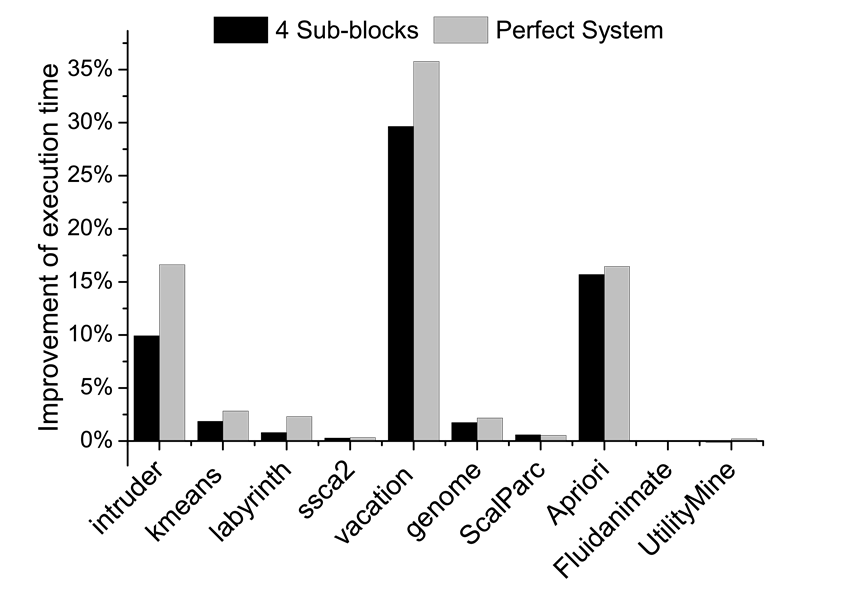 4 Sub-blocks Perfect System
Improvement of execution time
35%
30%
25%
20%
15%
10%
5%
0%
intruder
kmeans
labyrinth
ssca2
vacation
genome
ScalParc
Apriori
Fluidanimate
UtilityMine